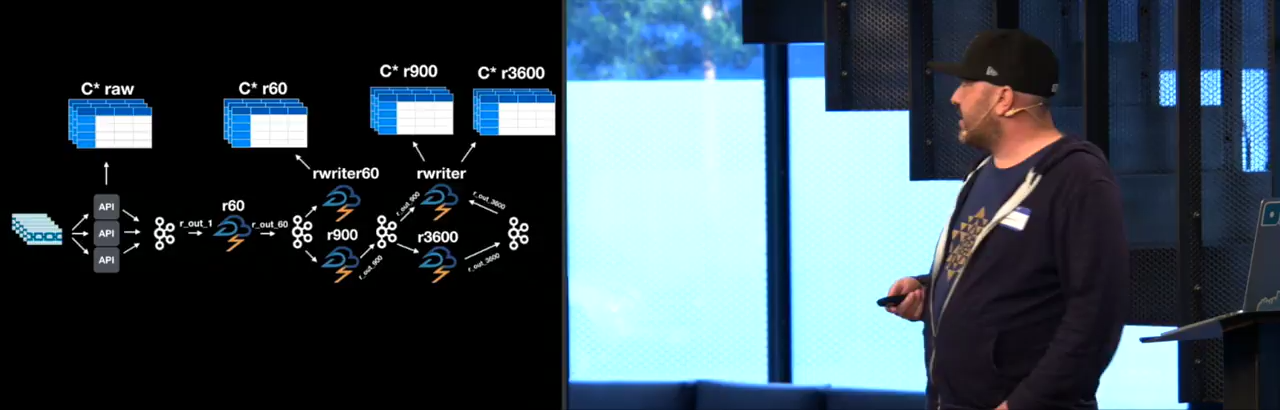 C* raw
C* r60
C* r900
C* r3600
rwriter60
rwriter
API
API
API
r_out_1
r60
r_out_60
r900
r_out_900
r_out_900
r3600
r_out_3600
r_out_3600